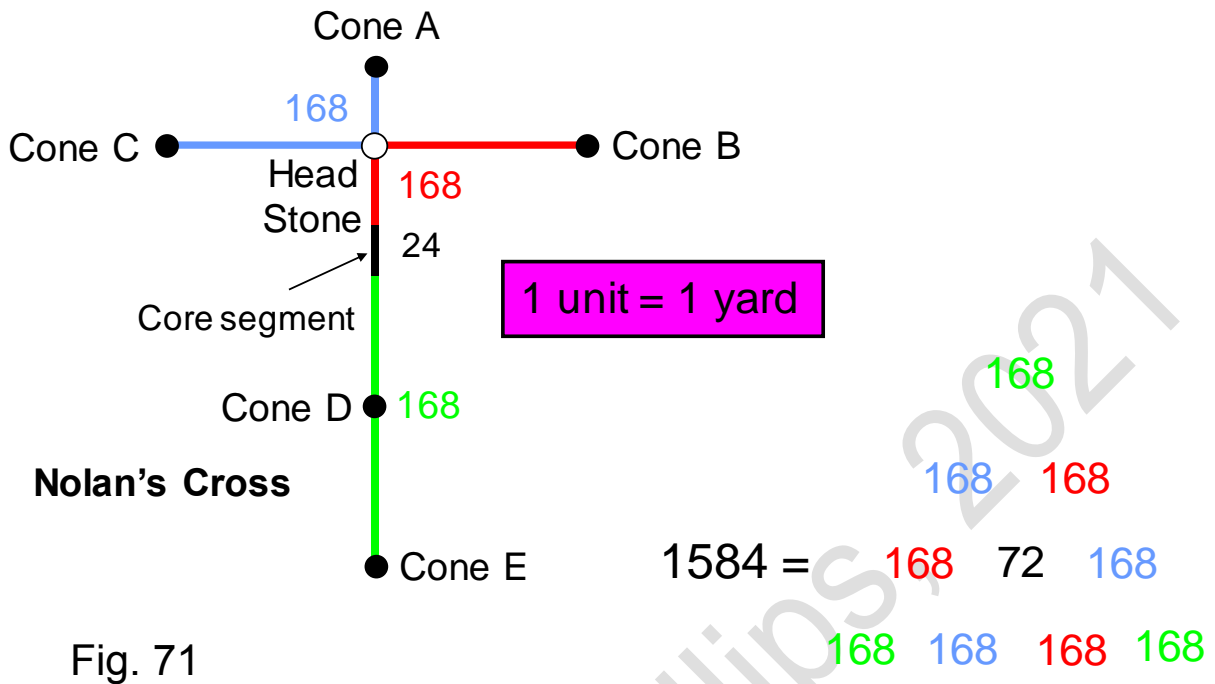 Cone A
168
Cone C
Cone B
Head
Stone
168
24
Core segment
1 unit = 1 yard
Cone D
168
Nolan's Cross
Cone E
168
168 168
1584 = 168 72 168
168 168 168 168
Fig. 71
2021